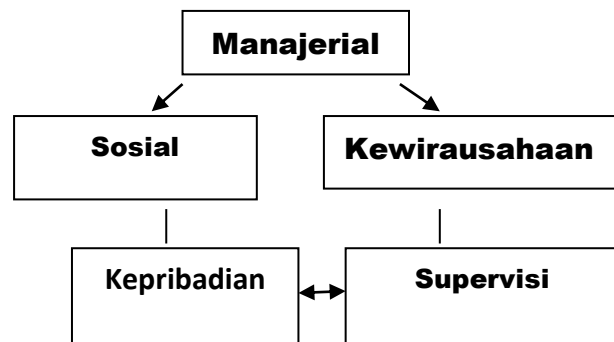 Manajerial
Sosial
Kewirausahaan
Kepribadian
Supervisi